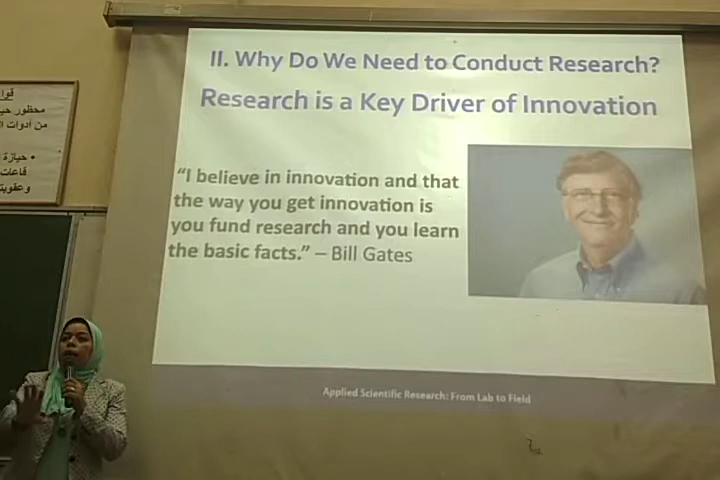 II. Why Do We Need to Conduct Research?
Research is a Key Driver of Innovation
“I believe in innovation and that
the way you get innovation is
you fund research and you learn
the basic facts.” – Bill Gates
Applied Scientific Research: From Lab to Field
محظور
من أدوات
• حيازة
قاعات